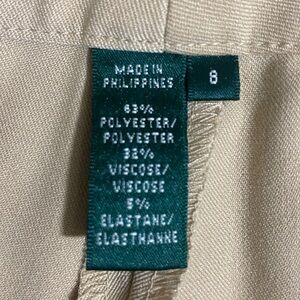 MADE IN
PHILIPPINES
63%
POLYESTER/
POLYESTER
32%
VISCOSE/
VISCOSE
5%
ELASTANE/
ELASTHANNE
8